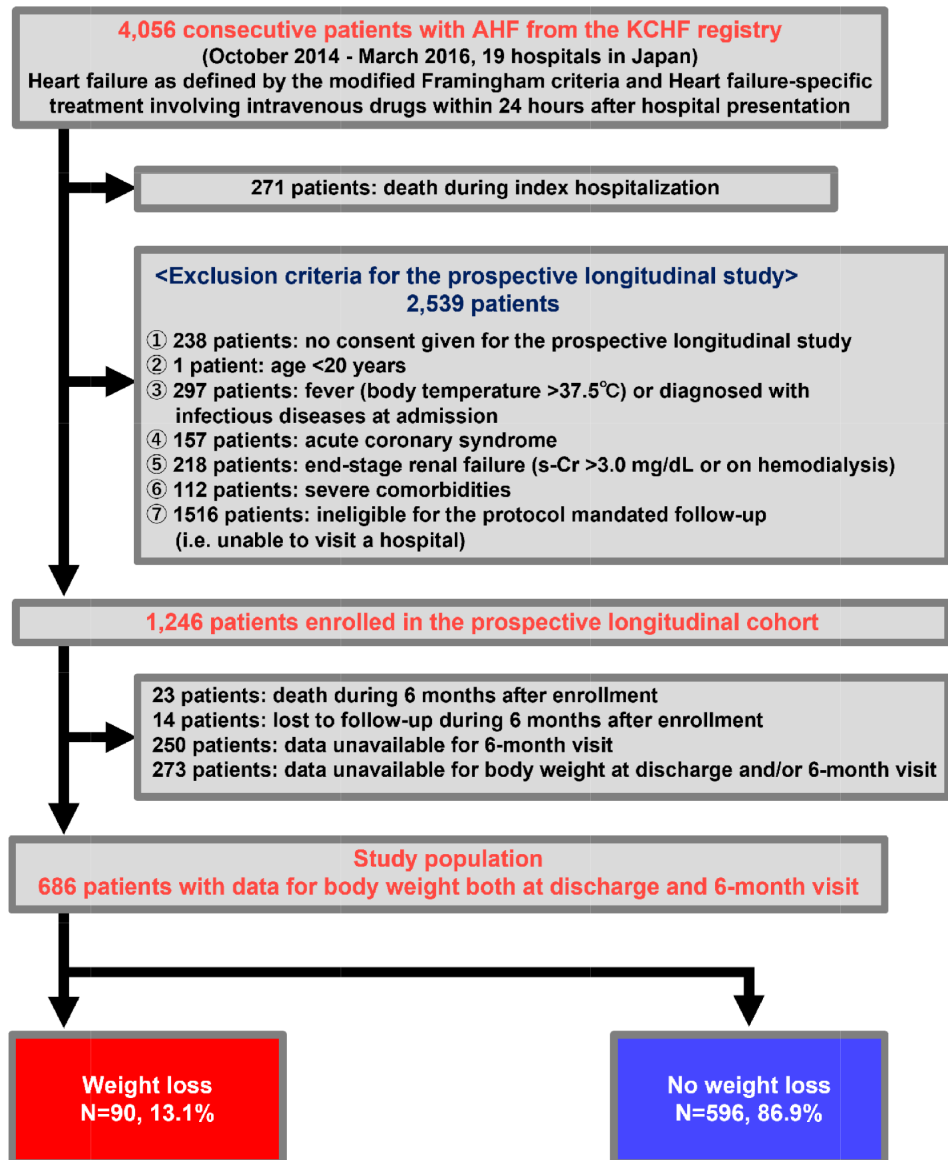 4,056 consecutive patients with AHF from the KCHF registry
(October 2014 - March 2016, 19 hospitals in Japan)
Heart failure as defined by the modified Framingham criteria and Heart failure-specific
treatment involving intravenous drugs within 24 hours after hospital presentation
271 patients: death during index hospitalization
<Exclusion criteria for the prospective longitudinal study>
2,539 patients
① 238 patients: no consent given for the prospective longitudinal study
② 1 patient: age <20 years
③ 297 patients: fever (body temperature >37.5℃) or diagnosed with
infectious diseases at admission
④ 157 patients: acute coronary syndrome
⑤ 218 patients: end-stage renal failure (s-Cr >3.0 mg/dL or on hemodialysis)
⑥ 112 patients: severe comorbidities
⑦ 1516 patients: ineligible for the protocol mandated follow-up
(i.e. unable to visit a hospital)
1,246 patients enrolled in the prospective longitudinal cohort
23 patients: death during 6 months after enrollment
14 patients: lost to follow-up during 6 months after enrollment
250 patients: data unavailable for 6-month visit
273 patients: data unavailable for body weight at discharge and/or 6-month visit
Study population
686 patients with data for body weight both at discharge and 6-month visit
Weight loss
N=90, 13.1%
No weight loss
N=596, 86.9%